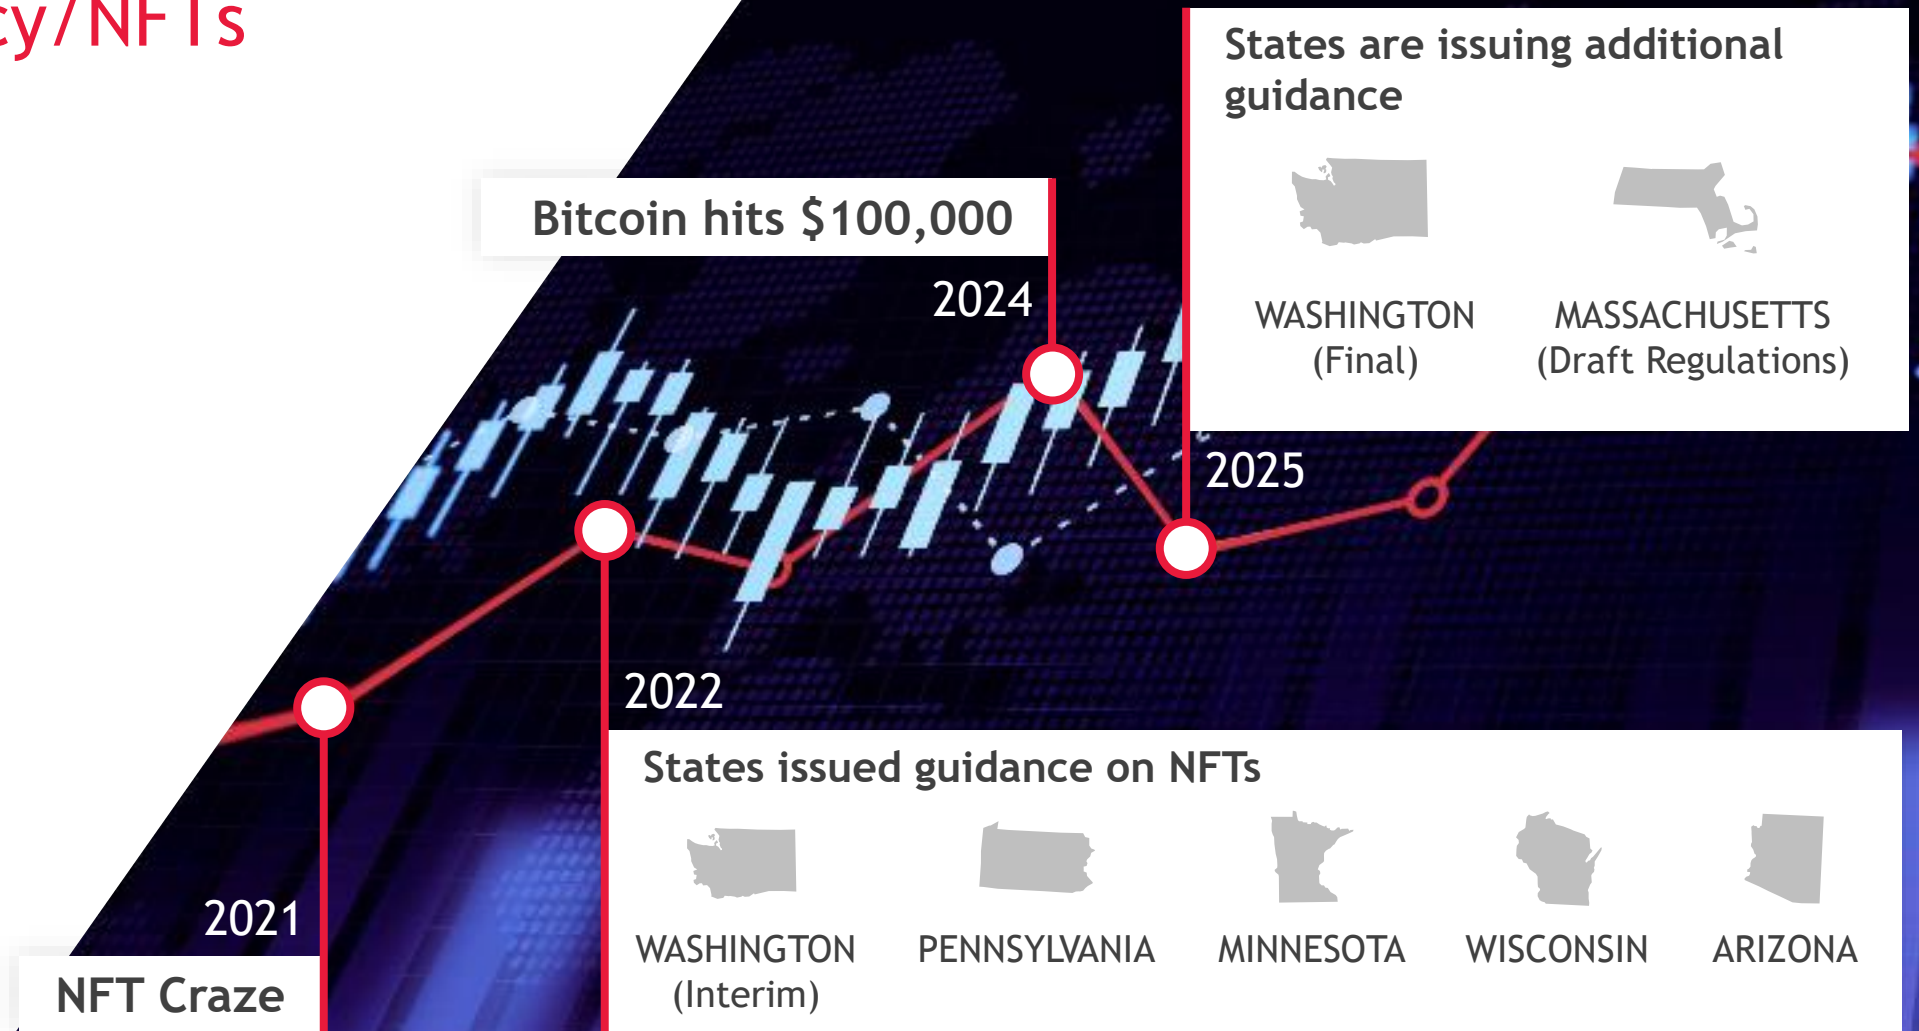 cy/NFTs
States are issuing additional
guidance
WASHINGTON
(Final)
MASSACHUSETTS
(Draft Regulations)
Bitcoin hits $100,000
2024
2025
2022
States issued guidance on NFTs
WASHINGTON
(Interim)
PENNSYLVANIA
MINNESOTA
WISCONSIN
ARIZONA
2021
NFT Craze